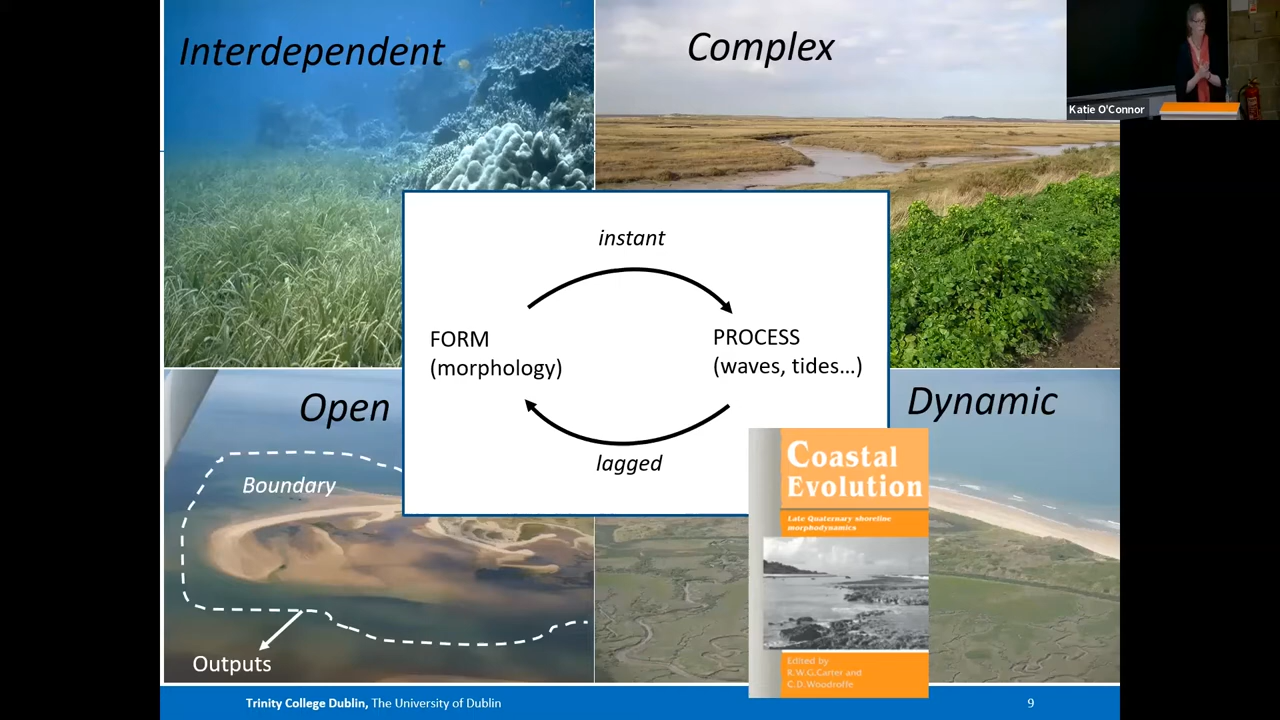 Interdependent
Complex
Katie O'Connor
instant
FORM
(morphology)
PROCESS
(waves, tides…)
lagged
Open
Dynamic
Boundary
Outputs
Coastal
Evolution
Late Quaternary shoreline
morphodynamics
Edited by
R.W.G.Carter and
C.D.Woodroffe
Trinity College Dublin, The University of Dublin
9